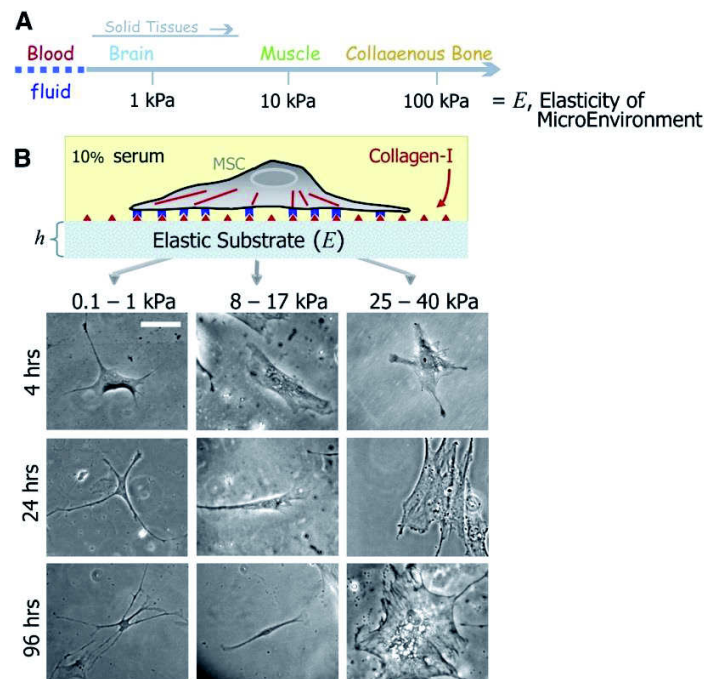 A
Solid Tissues
Blood Brain Muscle Collagenous Bone
fluid
1 kPa 10 kPa 100 kPa = E, Elasticity of
MicroEnvironment
B
10% serum MSC Collagen-I
h Elastic Substrate (E)
0.1 – 1 kPa 8 – 17 kPa 25 – 40 kPa
4 hrs
24 hrs
96 hrs